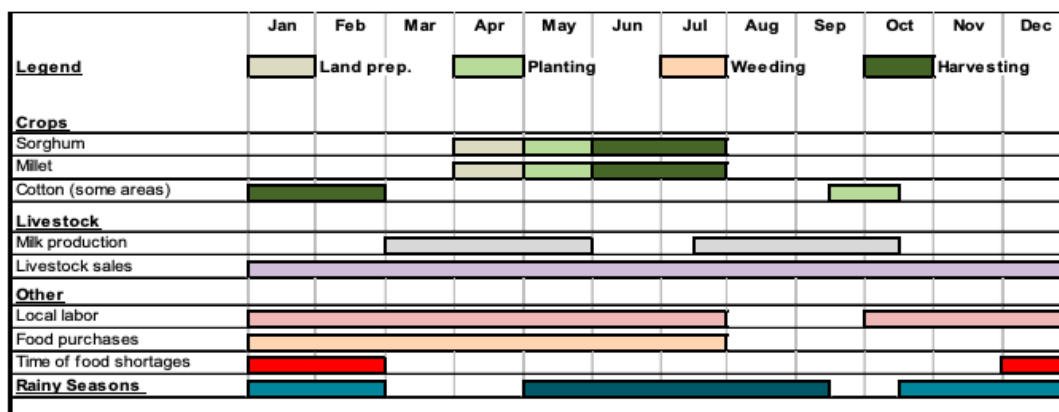 Jan Feb Mar Apr May Jun Jul Aug Sep Oct Nov Dec
Legend Land prep. Planting Weeding Harvesting
Crops
Sorghum
Millet
Cotton (some areas)
Livestock
Milk production
Livestock sales
Other
Local labor
Food purchases
Time of food shortages
Rainy Seasons